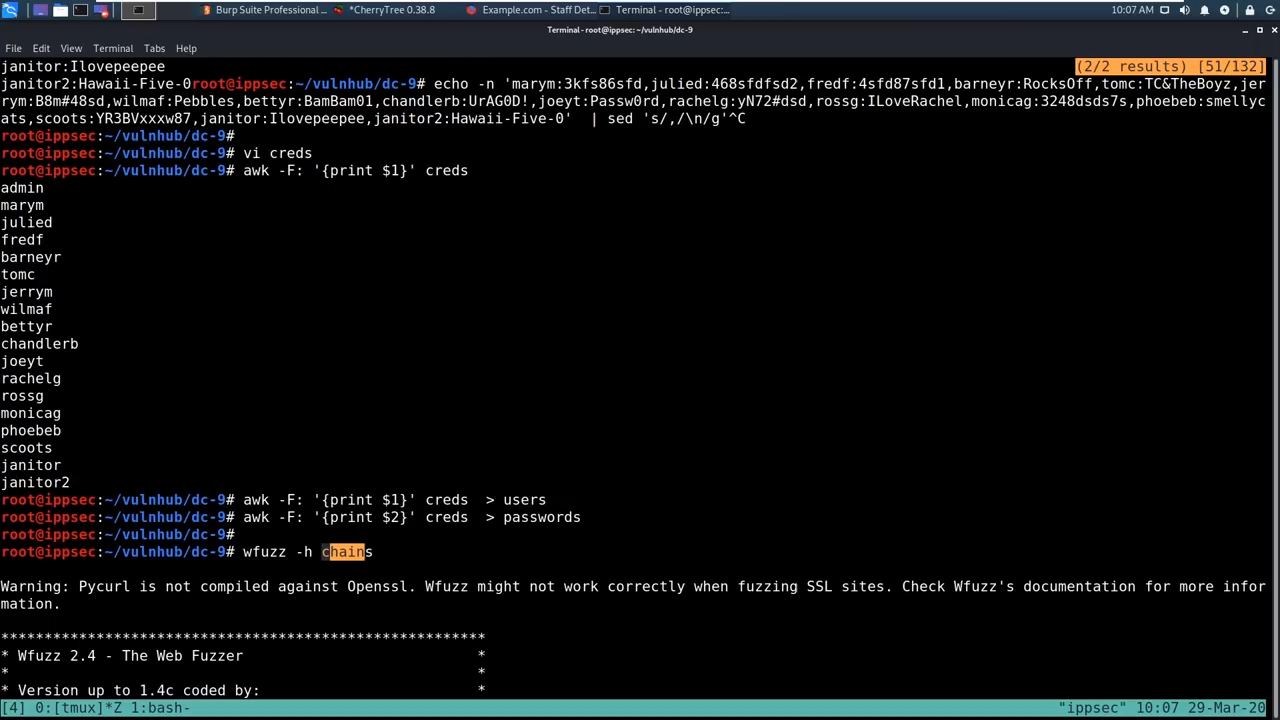 Burp Suite Professional ... *CherryTree 0.38.8 Example.com - Staff Det... Terminal - root@ippsec:... 10:07 AM
Terminal - root@ippsec: ~/vulnhub/dc-9
File Edit View Terminal Tabs Help
janitor:Ilovepeepee (2/2 results) [51/132]
janitor2:Hawaii-Five-0root@ippsec:~/vulnhub/dc-9# echo -n 'marym:3kfs86sfd,julied:468sfdfsd2,fredf:4sfd87sfd1,barneyr:RocksOff,tomc:TC&TheBoyz,jer
rym:B8m#48sd,wilmaf:Pebbles,bettyr:BamBam01,chandlerb:UrAG0D!,joeyt:Passw0rd,rachelg:yN72#dsd,rossg:ILoveRachel,monicag:3248dsds7s,phoebeb:smellyc
ats,scoots:YR3BVxxxw87,janitor:Ilovepeepee,janitor2:Hawaii-Five-0'  | sed 's/,/\n/g'^C
root@ippsec:~/vulnhub/dc-9#
root@ippsec:~/vulnhub/dc-9# vi creds
root@ippsec:~/vulnhub/dc-9# awk -F: '{print $1}' creds
admin
marym
julied
fredf
barneyr
tomc
jerrym
wilmaf
bettyr
chandlerb
joeyt
rachelg
rossg
monicag
phoebeb
scoots
janitor
janitor2
root@ippsec:~/vulnhub/dc-9# awk -F: '{print $1}' creds  > users
root@ippsec:~/vulnhub/dc-9# awk -F: '{print $2}' creds  > passwords
root@ippsec:~/vulnhub/dc-9#
root@ippsec:~/vulnhub/dc-9# wfuzz -h chains
Warning: Pycurl is not compiled against Openssl. Wfuzz might not work correctly when fuzzing SSL sites. Check Wfuzz's documentation for more infor
mation.
********************************************************
* Wfuzz 2.4 - The Web Fuzzer                           *
*                                                      *
* Version up to 1.4c coded by:                         *
[4] 0:[tmux]*Z 1:bash- "ippsec" 10:07 29-Mar-20